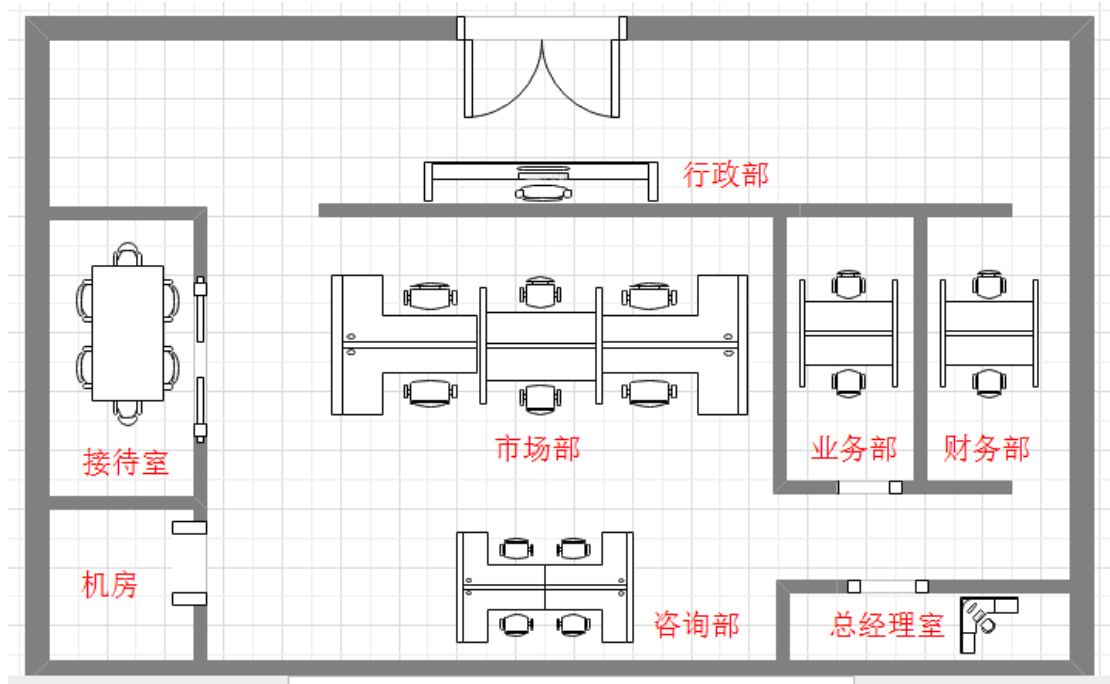 行政部
接待室
市场部
业务部
财务部
机房
咨询部
总经理室